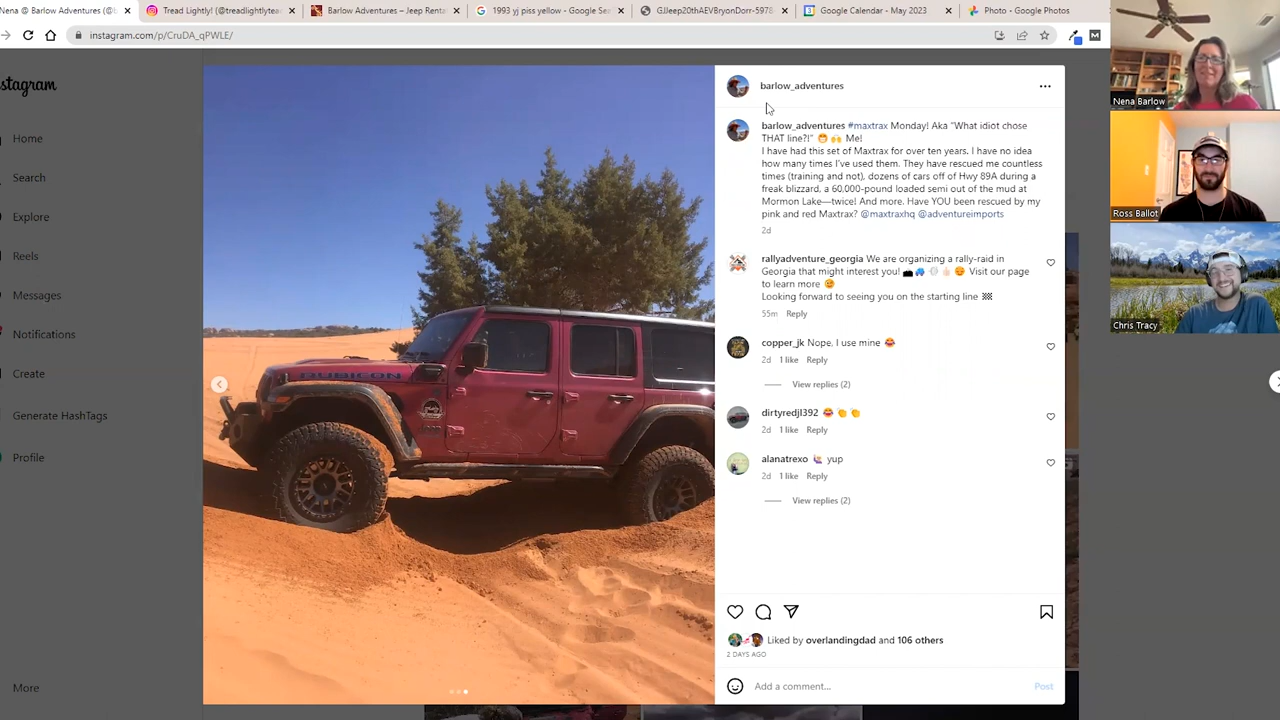 Nena @ Barlow Adventures (@b
Tread Lightly! (@treadlightlyte
Barlow Adventures – Jeep Renta
1993 yj piss yellow - Google Sea
GJJeep20thAEVBryonDorr-5978
Google Calendar - May 2023
Photo - Google Photos
instagram.com/p/CruDA_qPWLE/
stagram
Home
Search
Explore
Reels
Messages
Notifications
Create
Generate HashTags
Profile
More
RUBICON
barlow_adventures
barlow_adventures #maxtrax Monday! Aka "What idiot chose
THAT line?!" 😁 🙌 Me!
I have had this set of Maxtrax for over ten years. I have no idea
how many times I've used them. They have rescued me countless
times (training and not), dozens of cars off of Hwy 89A during a
freak blizzard, a 60,000-pound loaded semi out of the mud at
Mormon Lake—twice! And more. Have YOU been rescued by my
pink and red Maxtrax? @maxtraxhq @adventureimports
2d
rallyadventure_georgia We are organizing a rally-raid in
Georgia that might interest you! Visit our page
to learn more
Looking forward to seeing you on the starting line 🏁
55m Reply
copper_jk Nope, I use mine 😂
2d 1 like Reply
View replies (2)
dirtyredjl392 😂 👏 👏
2d 1 like Reply
alanatrexo yup
2d 1 like Reply
View replies (2)
Liked by overlandingdad and 106 others
2 DAYS AGO
Add a comment...
Post
Nena Barlow
Ross Ballot
Chris Tracy